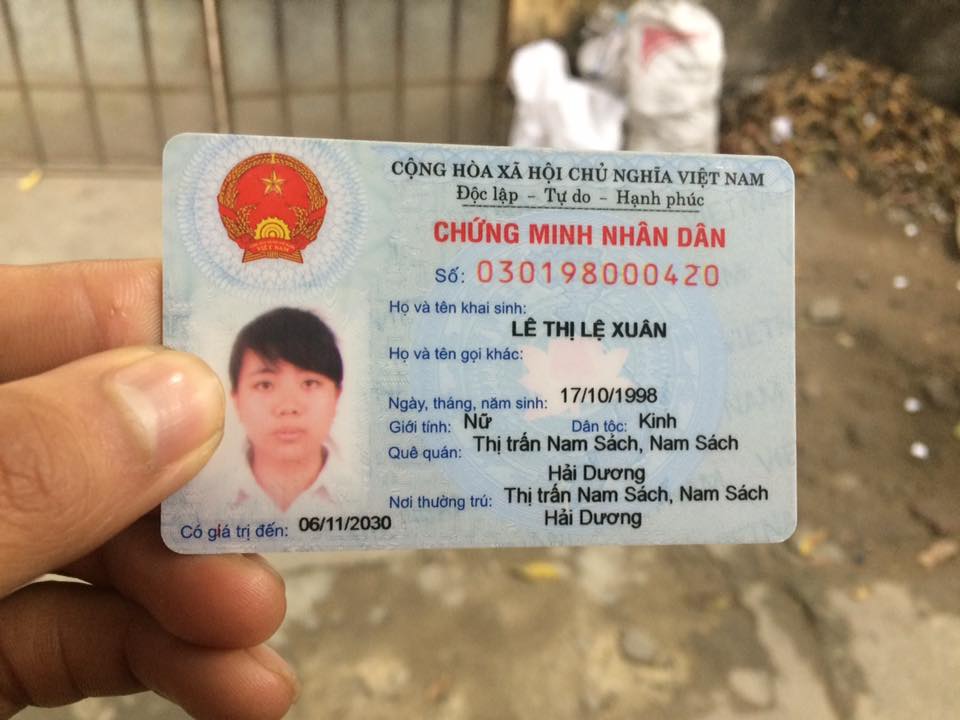 CỘNG HÒA XÃ HỘI CHỦ NGHĨA VIỆT NAM
Độc lập - Tự do - Hạnh phúc
CHỨNG MINH NHÂN DÂN
Số: 030198000420
Họ và tên khai sinh:
LÊ THỊ LỆ XUÂN
Họ và tên gọi khác:
Ngày, tháng, năm sinh: 17/10/1998
Giới tính: Nữ Dân tộc: Kinh
Quê quán: Thị trấn Nam Sách, Nam Sách
Hải Dương
Nơi thường trú: Thị trấn Nam Sách, Nam Sách
Hải Dương
Có giá trị đến: 06/11/2030
VIỆT NAM